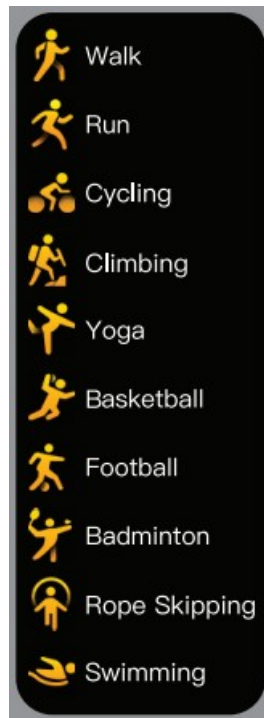 Walk
Run
Cycling
Climbing
Yoga
Basketball
Football
Badminton
Rope Skipping
Swimming